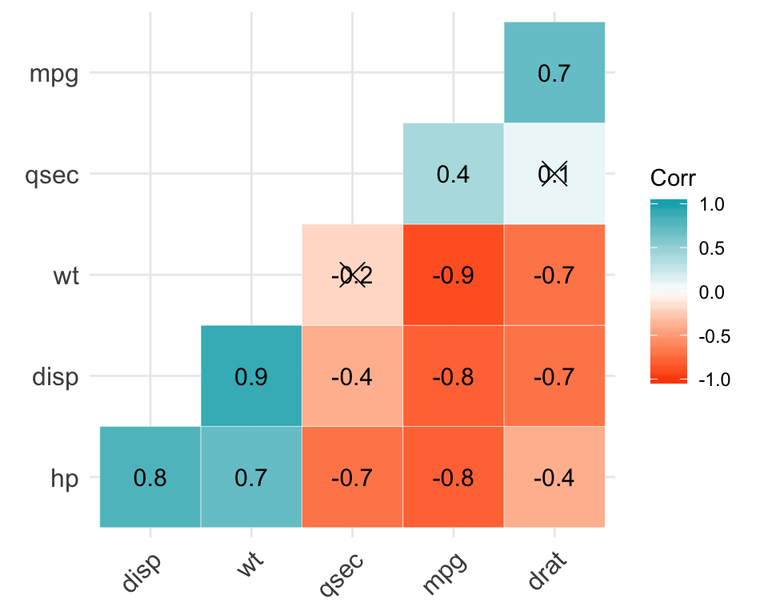 mpg 0.7
qsec 0.4 0.1
wt -0.2 -0.9 -0.7
disp 0.9 -0.4 -0.8 -0.7
hp 0.8 0.7 -0.7 -0.8 -0.4
disp wt qsec mpg drat
Corr
1.0
0.5
0.0
-0.5
-1.0